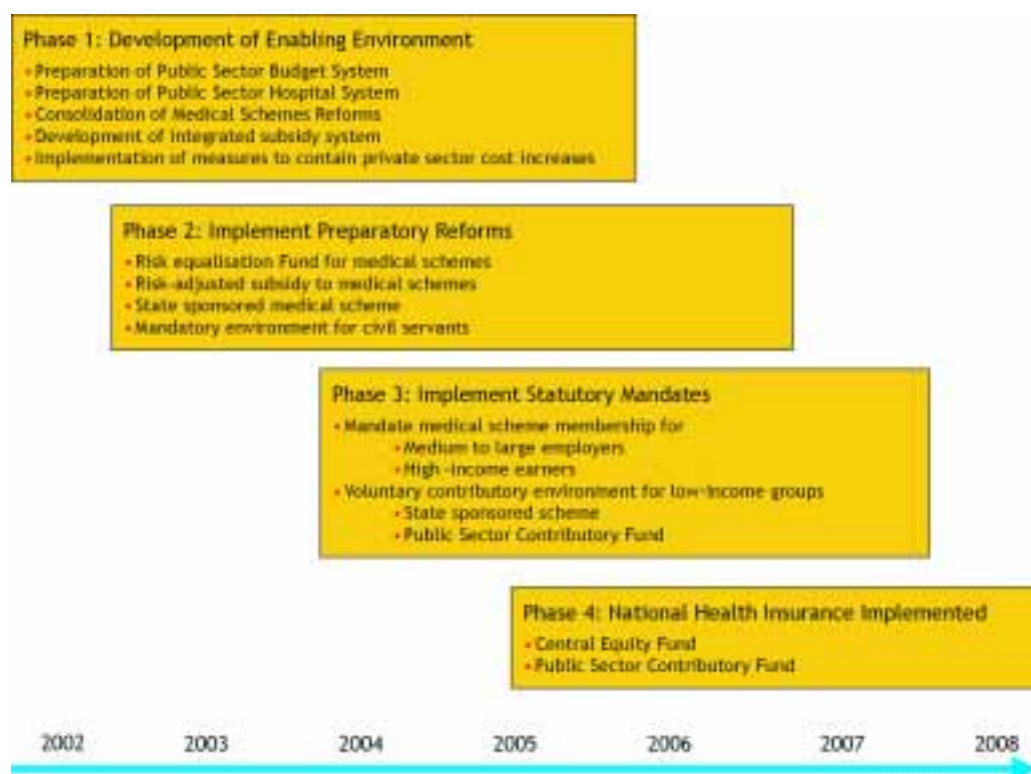 Phase 1: Development of Enabling Environment
•Preparation of Public Sector Budget System
•Preparation of Public Sector Hospital System
•Consolidation of Medical Schemes Reforms
•Development of integrated subsidy system
•Implementation of measures to contain private sector cost increases
Phase 2: Implement Preparatory Reforms
•Risk equalisation Fund for medical schemes
•Risk-adjusted subsidy to medical schemes
•State sponsored medical scheme
•Mandatory environment for civil servants
Phase 3: Implement Statutory Mandates
•Mandate medical scheme membership for
•Medium to large employers
•High-income earners
•Voluntary contributory environment for low-income groups
•State sponsored scheme
•Public Sector Contributory Fund
Phase 4: National Health Insurance Implemented
•Central Equity Fund
•Public Sector Contributory Fund
2002 2003 2004 2005 2006 2007 2008